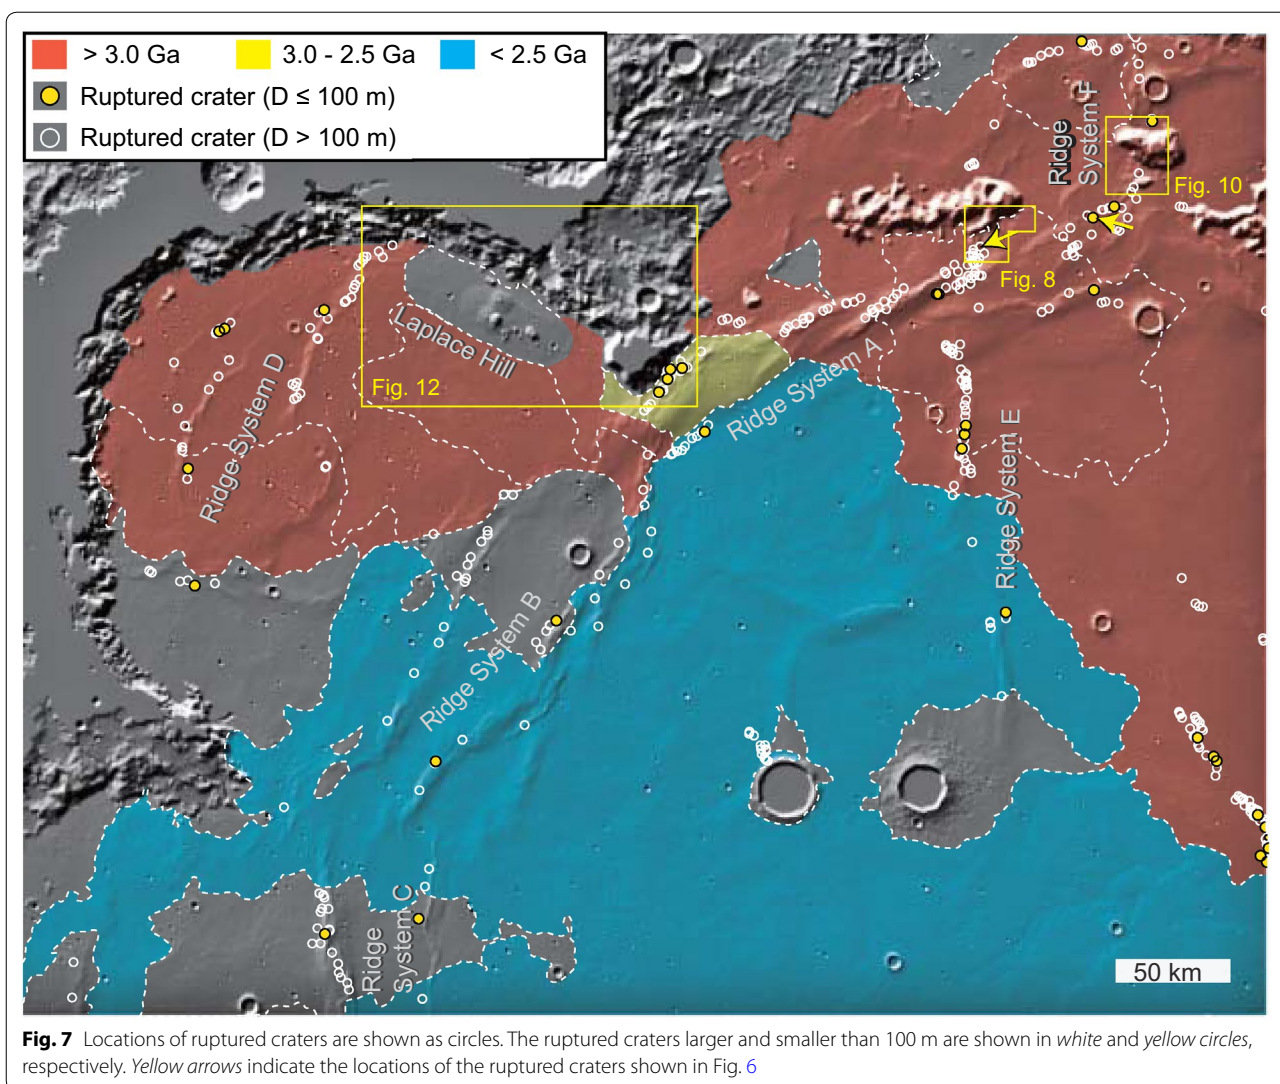 > 3.0 Ga
3.0 - 2.5 Ga
< 2.5 Ga
Ruptured crater (D ≤ 100 m)
Ruptured crater (D > 100 m)
Ridge
System F
Fig. 10
Fig. 8
Laplace Hill
Fig. 12
Ridge System D
Ridge System A
Ridge System E
Ridge System B
Ridge
System C
50 km
Fig. 7 Locations of ruptured craters are shown as circles. The ruptured craters larger and smaller than 100 m are shown in white and yellow circles,
respectively. Yellow arrows indicate the locations of the ruptured craters shown in Fig. 6